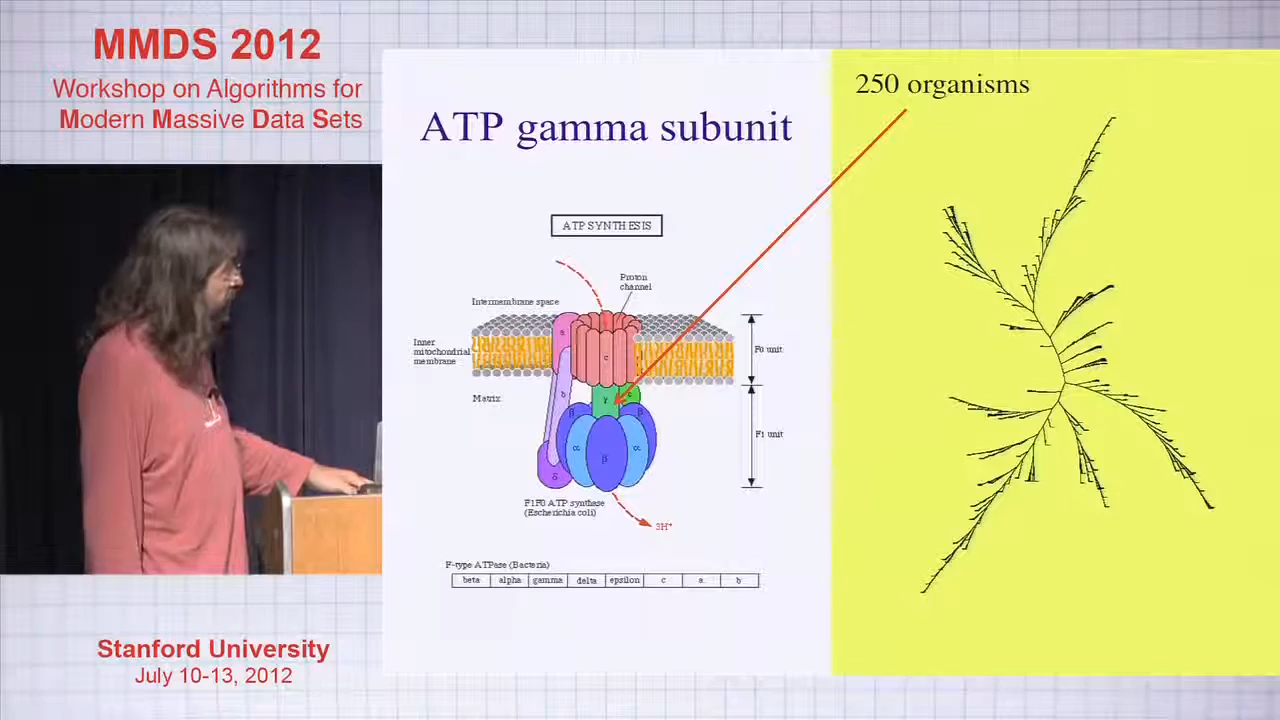 MMDS 2012
Workshop on Algorithms for
Modern Massive Data Sets
Stanford University
July 10-13, 2012
ATP gamma subunit
250 organisms
ATP SYNTHESIS
Proton
channel
Intermembrane space
Inner
mitochondrial
membrane
Matrix
a
c
b
γ
ε
β
β
α
β
α
δ
F0 unit
F1 unit
F1F0 ATP synthase
(Escherichia coli)
3H⁺
F-type ATPase (Bacteria)
beta alpha gamma delta epsilon c a b